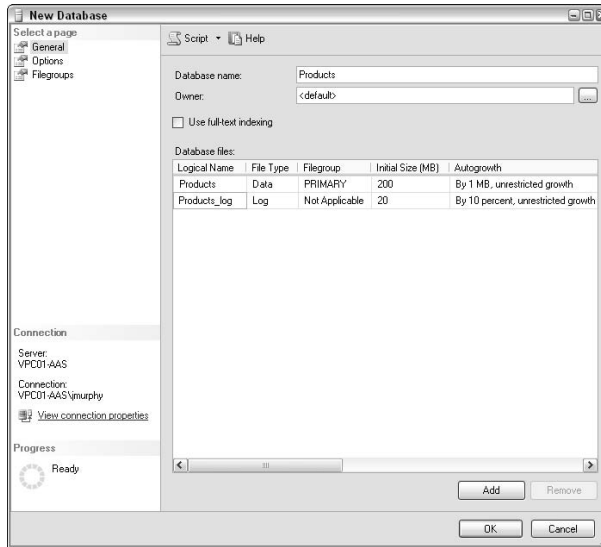 New Database
Select a page
General
Options
Filegroups
Script Help
Database name: Products
Owner: <default> ...
Use full-text indexing
Database files:
Logical Name File Type Filegroup Initial Size (MB) Autogrowth
Products Data PRIMARY 200 By 1 MB, unrestricted growth
Products_log Log Not Applicable 20 By 10 percent, unrestricted growth
Connection
Server:
VPC01-AAS
Connection:
VPC01-AAS\jmurphy
View connection properties
Progress
Ready
Add Remove
OK Cancel